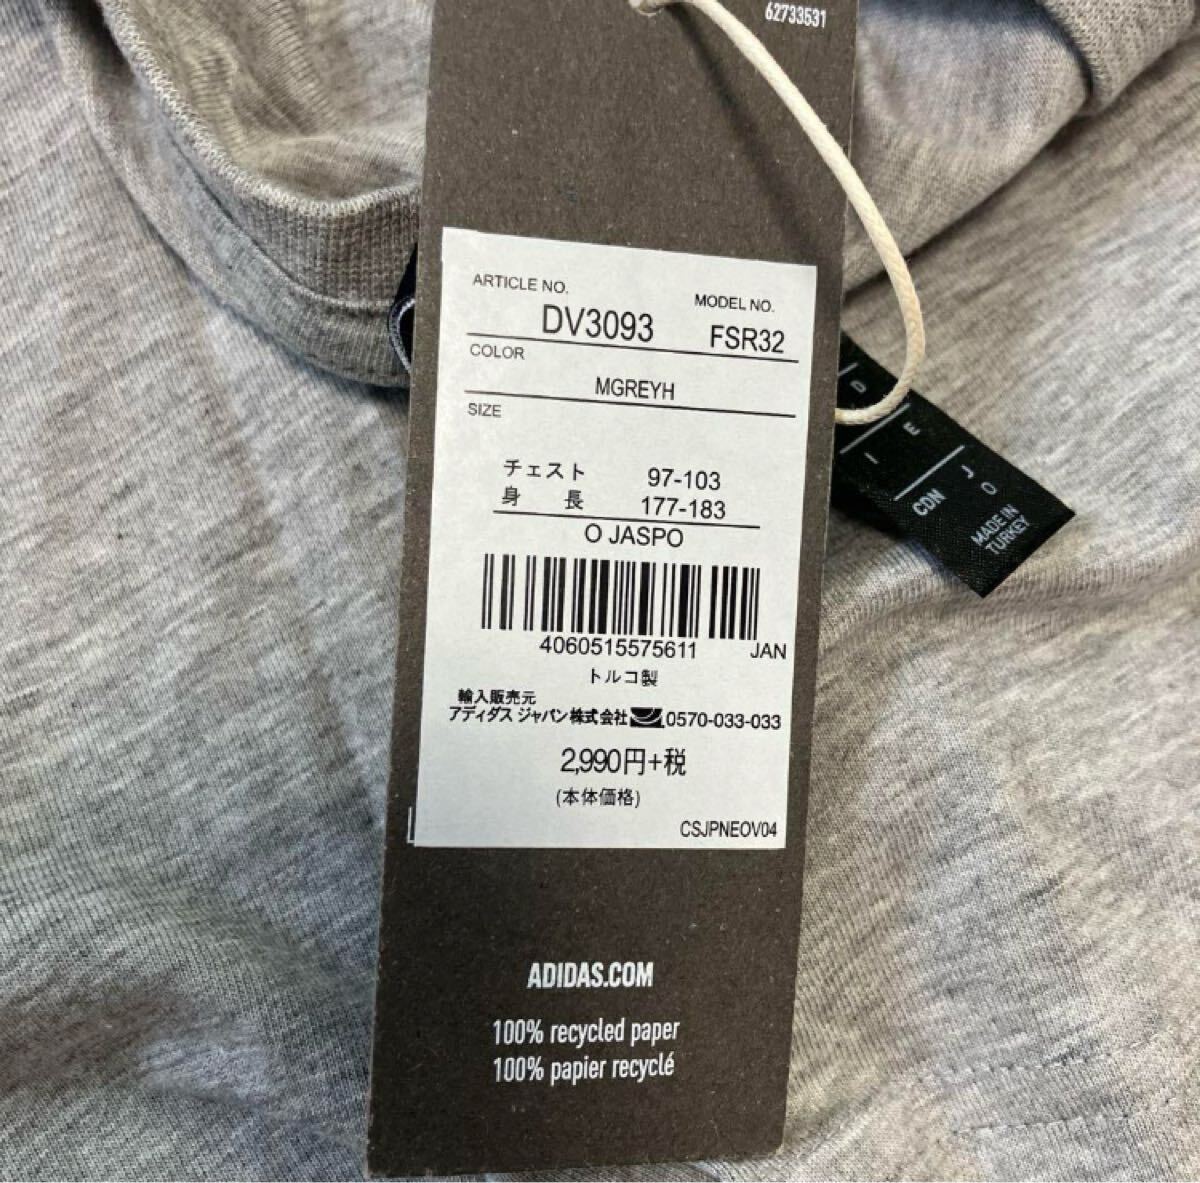 62733531
ARTICLE NO.
MODEL NO.
DV3093
FSR32
COLOR
MGREYH
SIZE
チェスト 97-103
身 長 177-183
O JASPO
4060515575611 JAN
トルコ製
輸入販売元
アディダス ジャパン株式会社 0570-033-033
2,990円+税
(本体価格)
CSJPNEOV04
ADIDAS.COM
100% recycled paper
100% papier recyclé
D
E
I
J
O
CDN
MADE IN
TURKEY